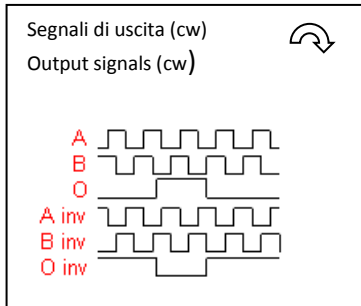 Segnali di uscita (cw)
Output signals (cw)
A
B
O
A inv
B inv
O inv